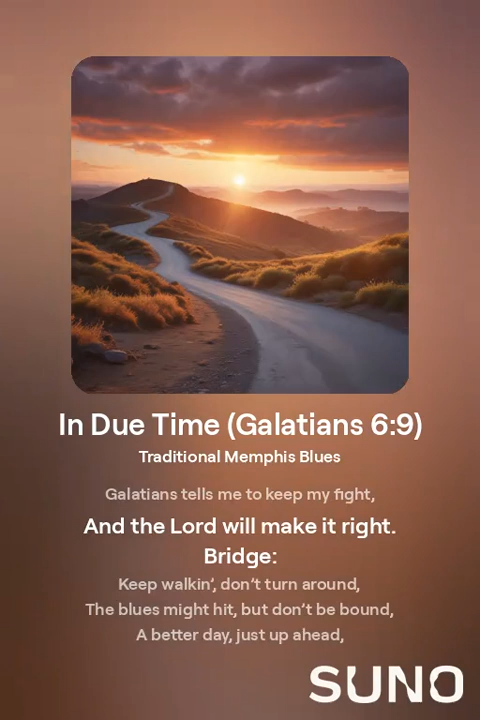 In Due Time (Galatians 6:9)
Traditional Memphis Blues
Galatians tells me to keep my fight,
And the Lord will make it right.
Bridge:
Keep walkin’, don’t turn around,
The blues might hit, but don’t be bound,
A better day, just up ahead,
SUNO